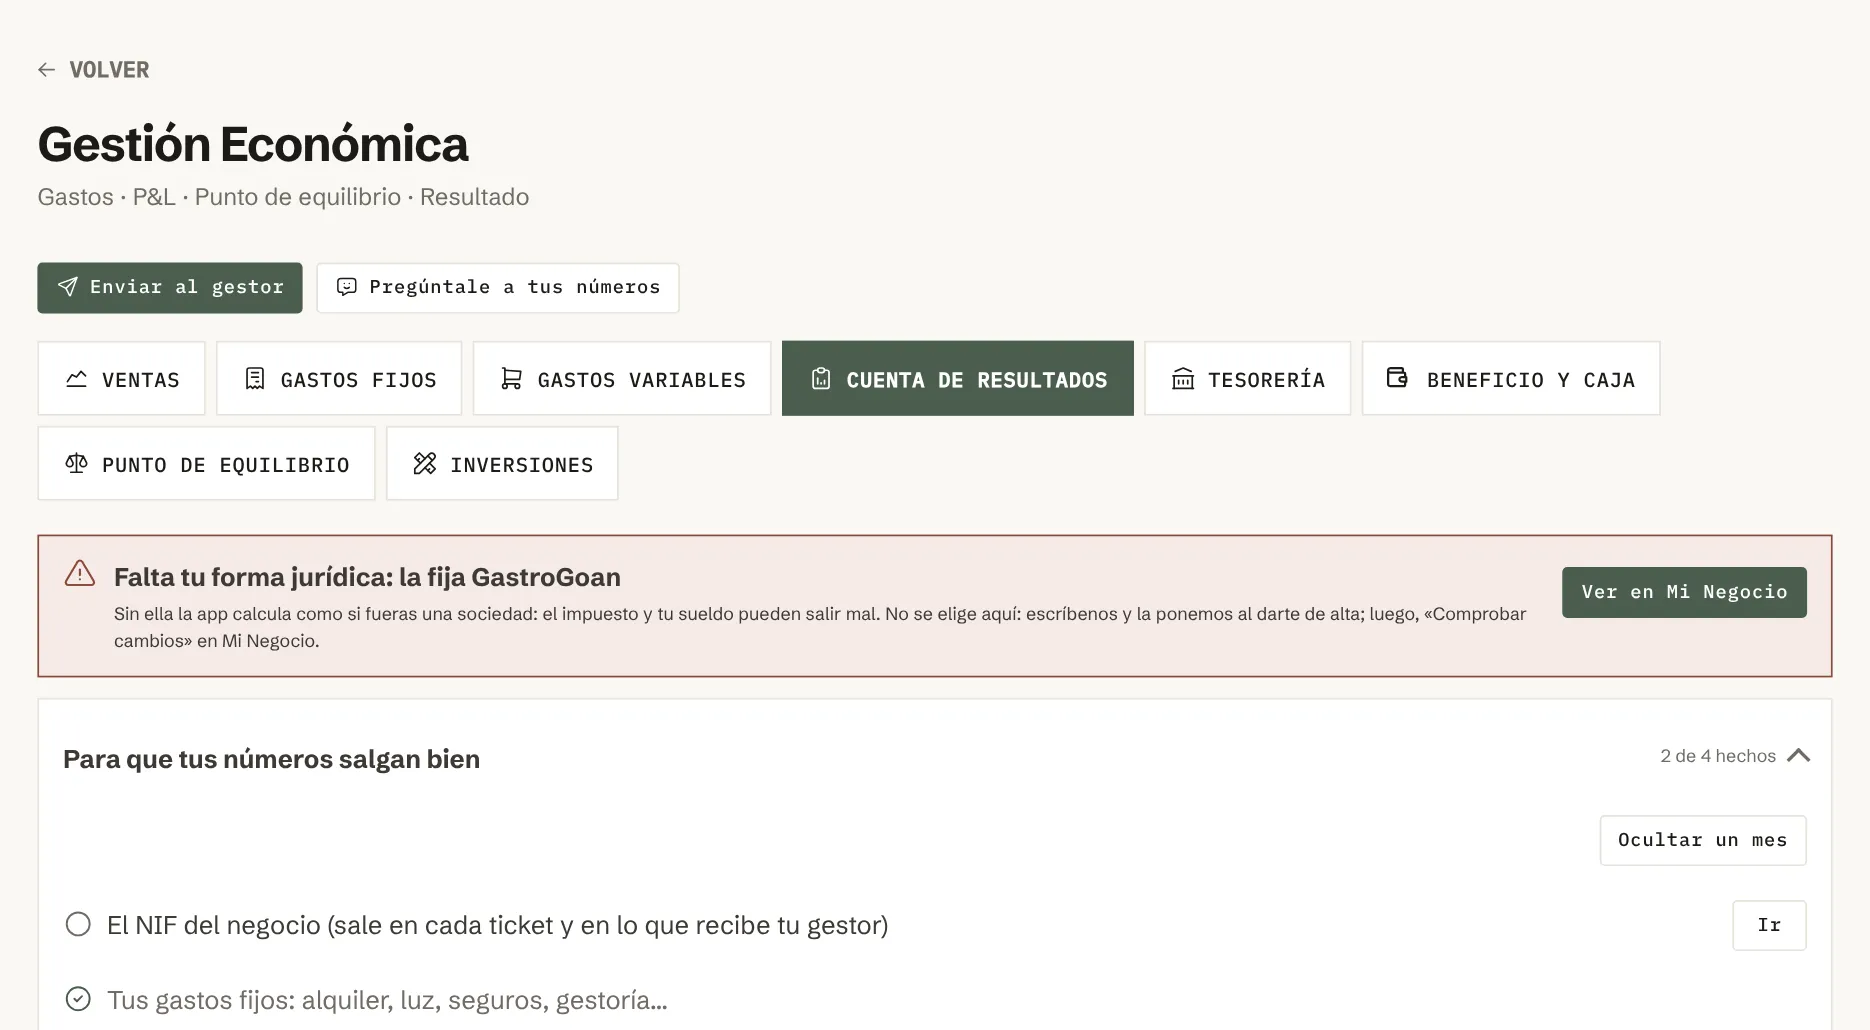 ← VOLVER
Gestión Económica
Gastos · P&L · Punto de equilibrio · Resultado
Enviar al gestor
Pregúntale a tus números
VENTAS
GASTOS FIJOS
GASTOS VARIABLES
CUENTA DE RESULTADOS
TESORERÍA
BENEFICIO Y CAJA
PUNTO DE EQUILIBRIO
INVERSIONES
Falta tu forma jurídica: la fija GastroGoan
Sin ella la app calcula como si fueras una sociedad: el impuesto y tu sueldo pueden salir mal. No se elige aquí: escríbenos y la ponemos al darte de alta; luego, «Comprobar
cambios» en Mi Negocio.
Ver en Mi Negocio
Para que tus números salgan bien
2 de 4 hechos
Ocultar un mes
El NIF del negocio (sale en cada ticket y en lo que recibe tu gestor)
Ir
Tus gastos fijos: alquiler, luz, seguros, gestoría...